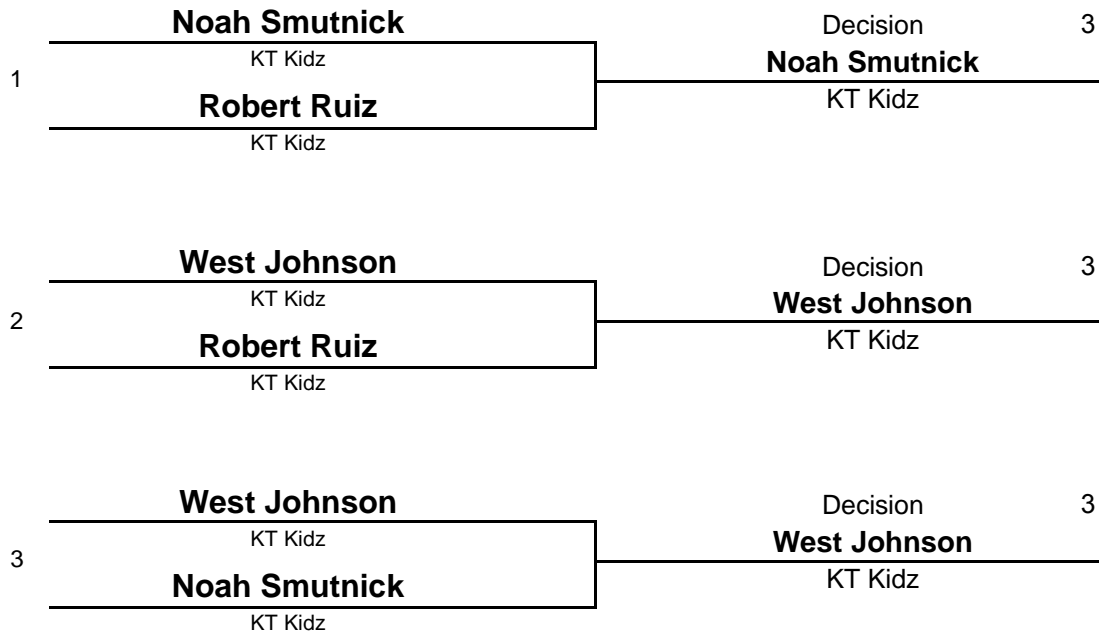 Noah Smutnick
KT Kidz
1
Robert Ruiz
KT Kidz
Decision 3
Noah Smutnick
KT Kidz
West Johnson
KT Kidz
2
Robert Ruiz
KT Kidz
Decision 3
West Johnson
KT Kidz
West Johnson
KT Kidz
3
Noah Smutnick
KT Kidz
Decision 3
West Johnson
KT Kidz